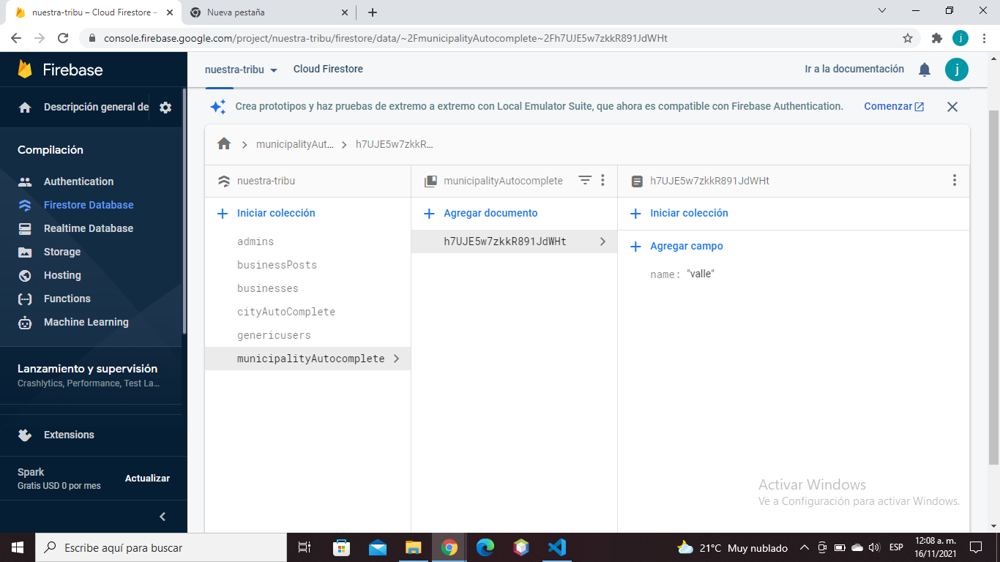 nuestra-tribu – Cloud Firestore –
Nueva pestaña
console.firebase.google.com/project/nuestra-tribu/firestore/data/~2FmunicipalityAutocomplete~2Fh7UJE5w7zkkR891JdWHt
j
Firebase
nuestra-tribu
Cloud Firestore
Ir a la documentación
j
Descripción general de
Crea prototipos y haz pruebas de extremo a extremo con Local Emulator Suite, que ahora es compatible con Firebase Authentication.
Comenzar
Compilación
Authentication
Firestore Database
Realtime Database
Storage
Hosting
Functions
Machine Learning
Lanzamiento y supervisión
Crashlytics, Performance, Test La...
Extensions
Spark
Gratis USD 0 por mes
Actualizar
municipalityAut...
h7UJE5w7zkkR...
nuestra-tribu
Iniciar colección
admins
businessPosts
businesses
cityAutoComplete
genericusers
municipalityAutocomplete
municipalityAutocomplete
Agregar documento
h7UJE5w7zkkR891JdWHt
h7UJE5w7zkkR891JdWHt
Iniciar colección
Agregar campo
name: "valle"
Activar Windows
Ve a Configuración para activar Windows.
Escribe aquí para buscar
21°C Muy nublado
ESP
12:08 a. m.
16/11/2021